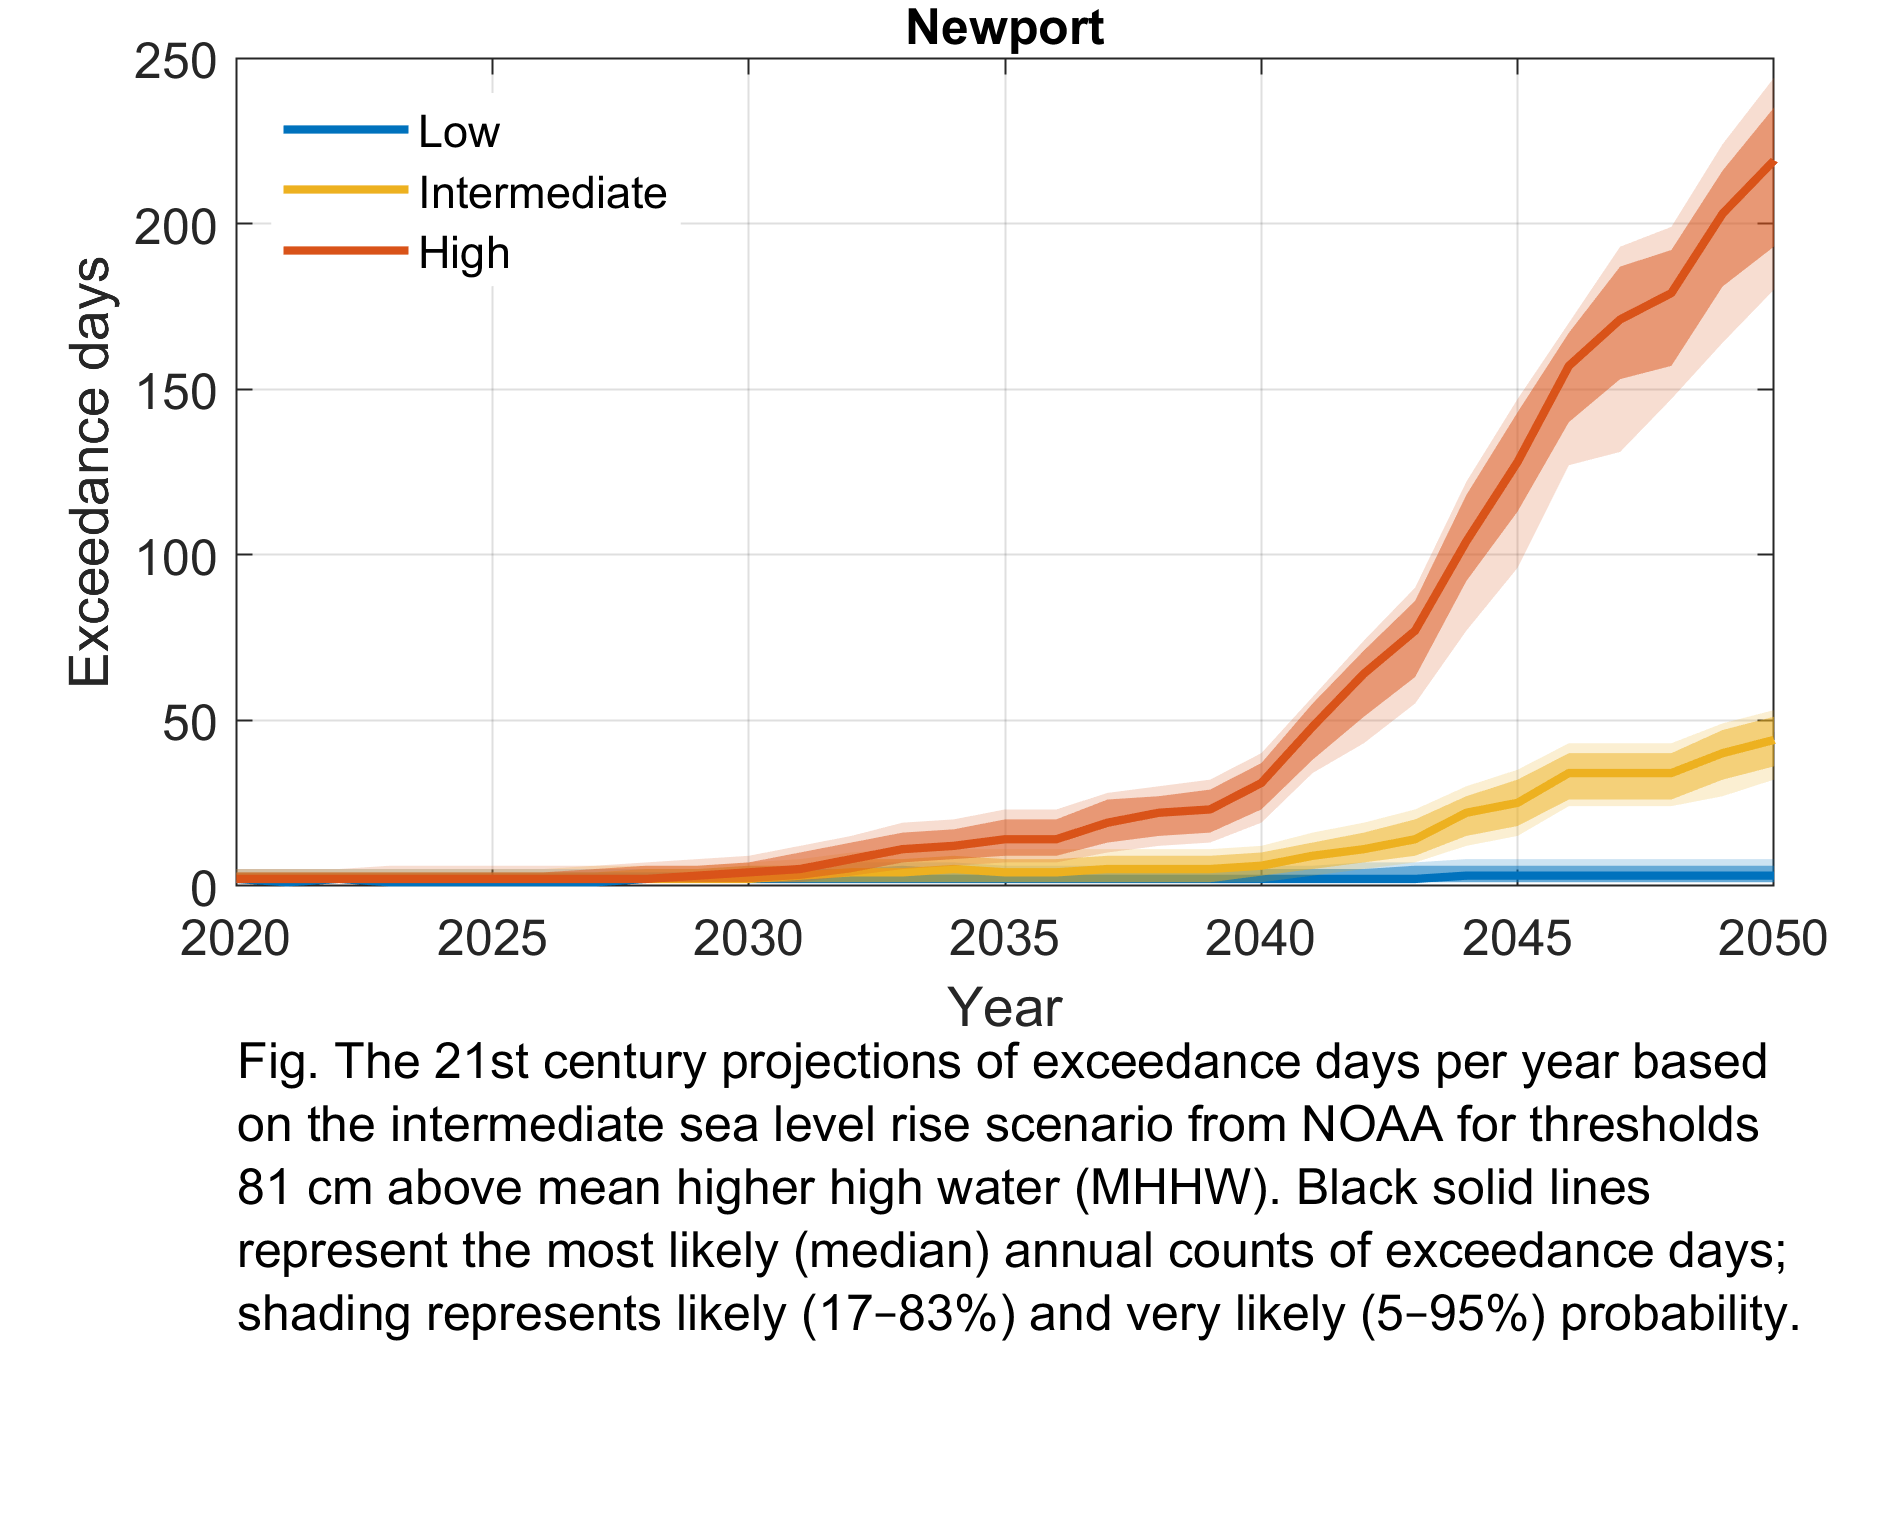 Newport
250
200
150
100
50
0
Exceedance days
Low
Intermediate
High
2020 2025 2030 2035 2040 2045 2050
Year
Fig. The 21st century projections of exceedance days per year based
on the intermediate sea level rise scenario from NOAA for thresholds
81 cm above mean higher high water (MHHW). Black solid lines
represent the most likely (median) annual counts of exceedance days;
shading represents likely (17–83%) and very likely (5–95%) probability.